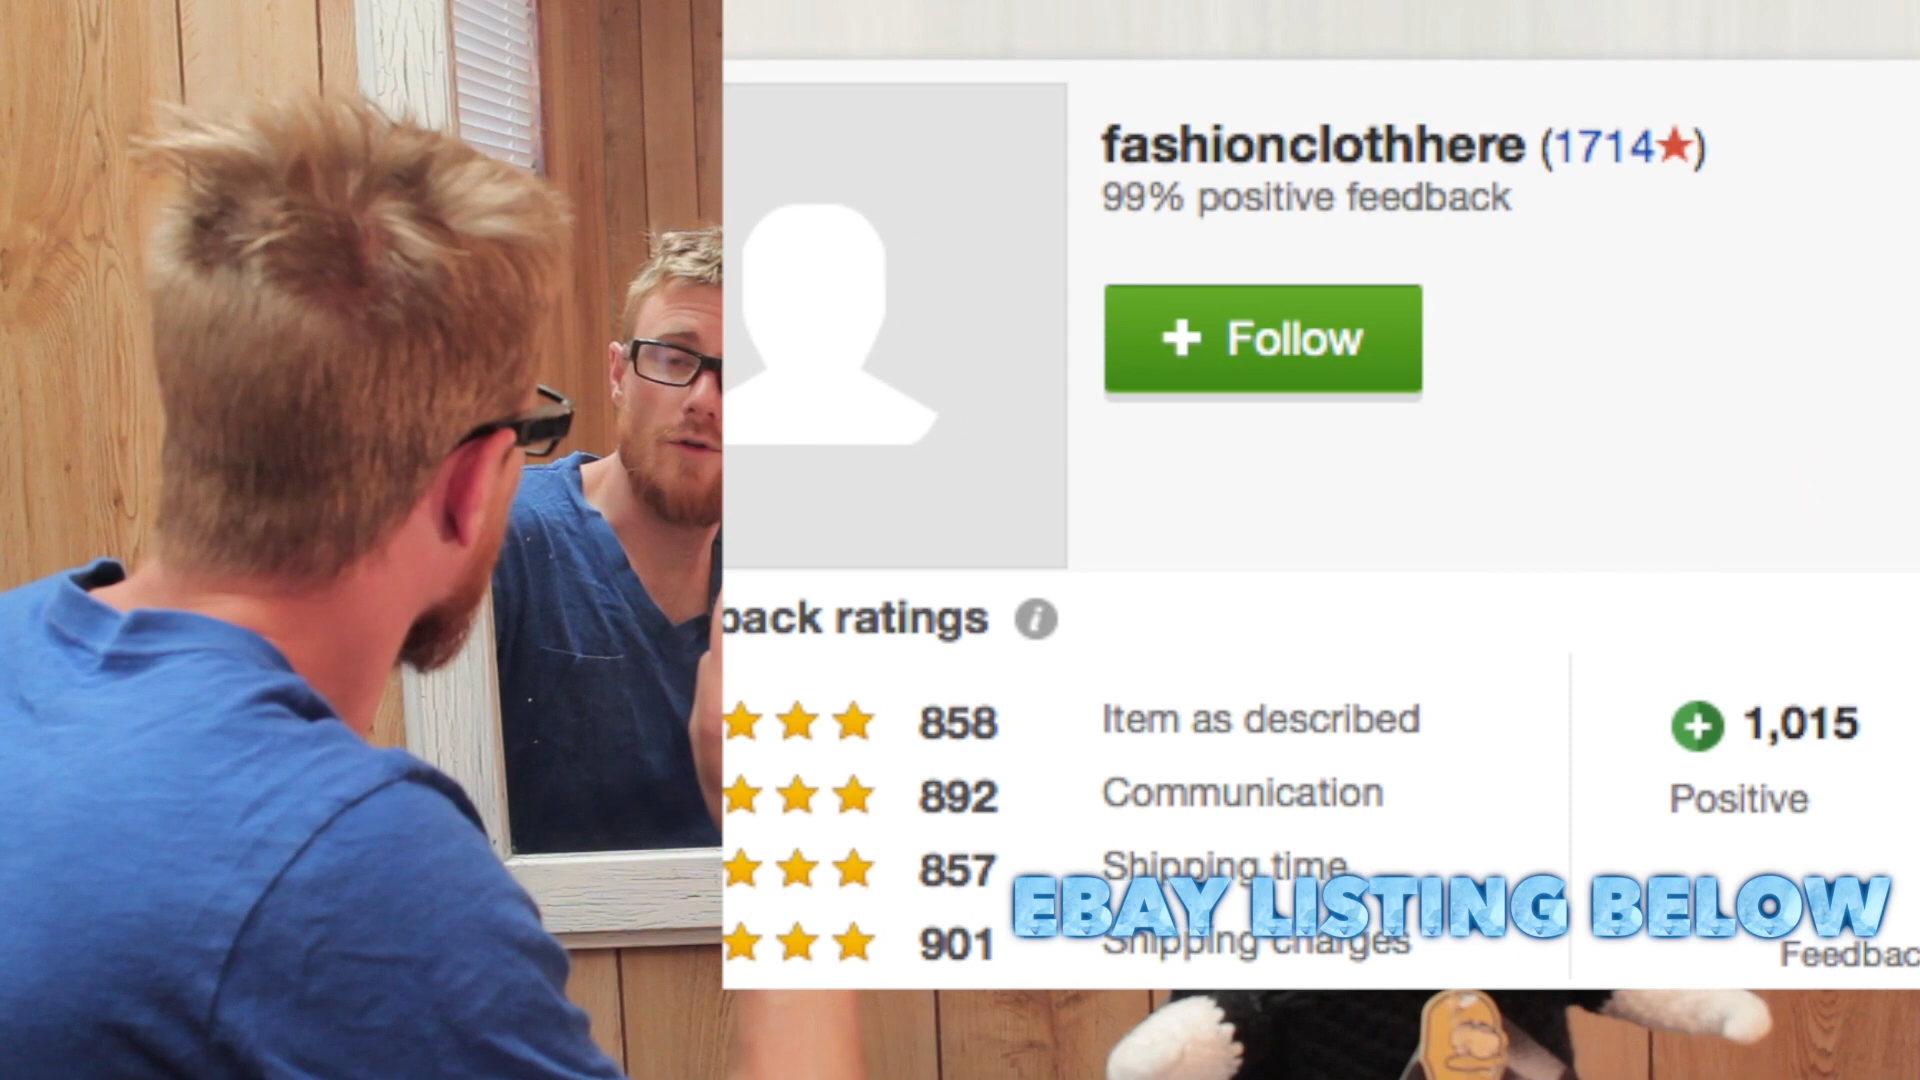 fashionclothhere (1714★)
99% positive feedback
+ Follow
back ratings i
858 Item as described
892 Communication
857 Shipping time
901 Shipping charges
1,015
Positive
EBAY LISTING BELOW
Feedbac